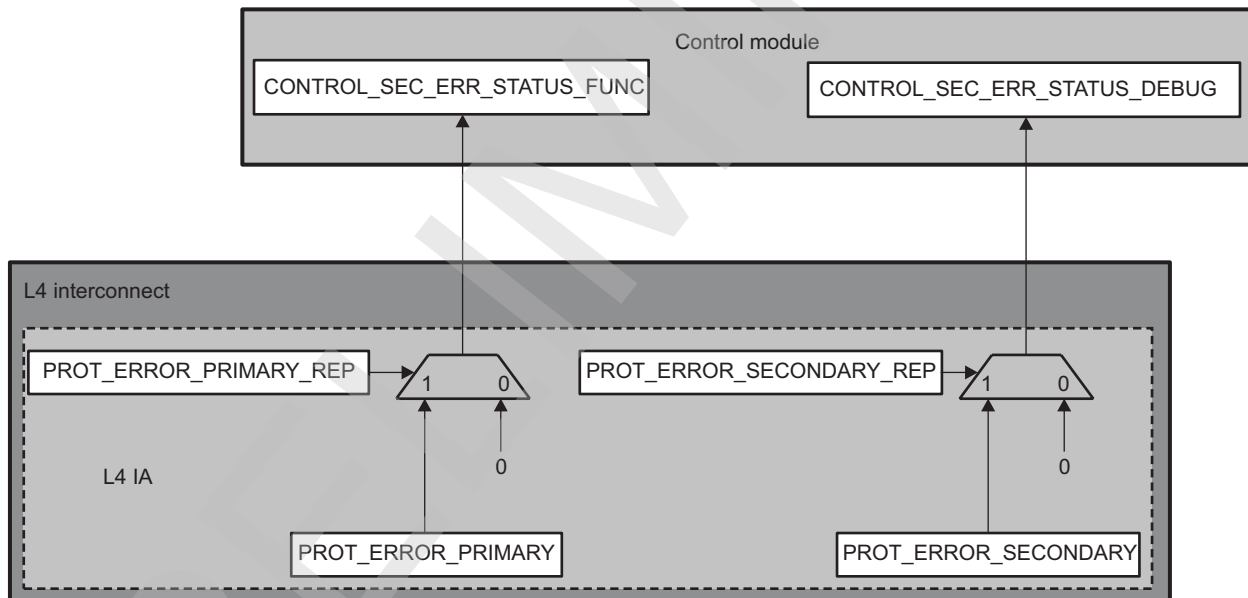 Control module
CONTROL_SEC_ERR_STATUS_FUNC
CONTROL_SEC_ERR_STATUS_DEBUG
L4 interconnect
PROT_ERROR_PRIMARY_REP
1
0
PROT_ERROR_SECONDARY_REP
1
0
L4 IA
0
0
PROT_ERROR_PRIMARY
PROT_ERROR_SECONDARY